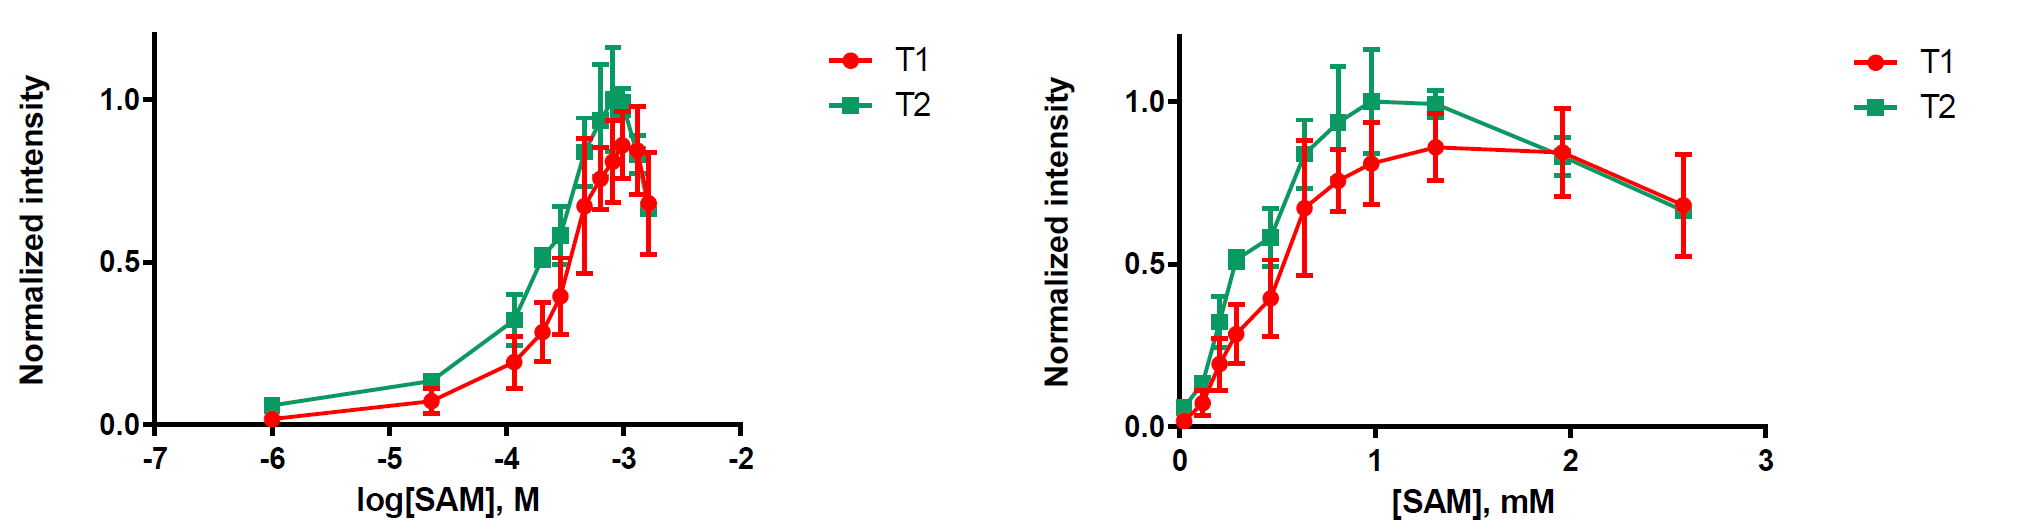 Normalized intensity
1.0
0.5
0.0
-7 -6 -5 -4 -3 -2
log[SAM], M
T1
T2
Normalized intensity
1.0
0.5
0.0
0 1 2 3
[SAM], mM
T1
T2